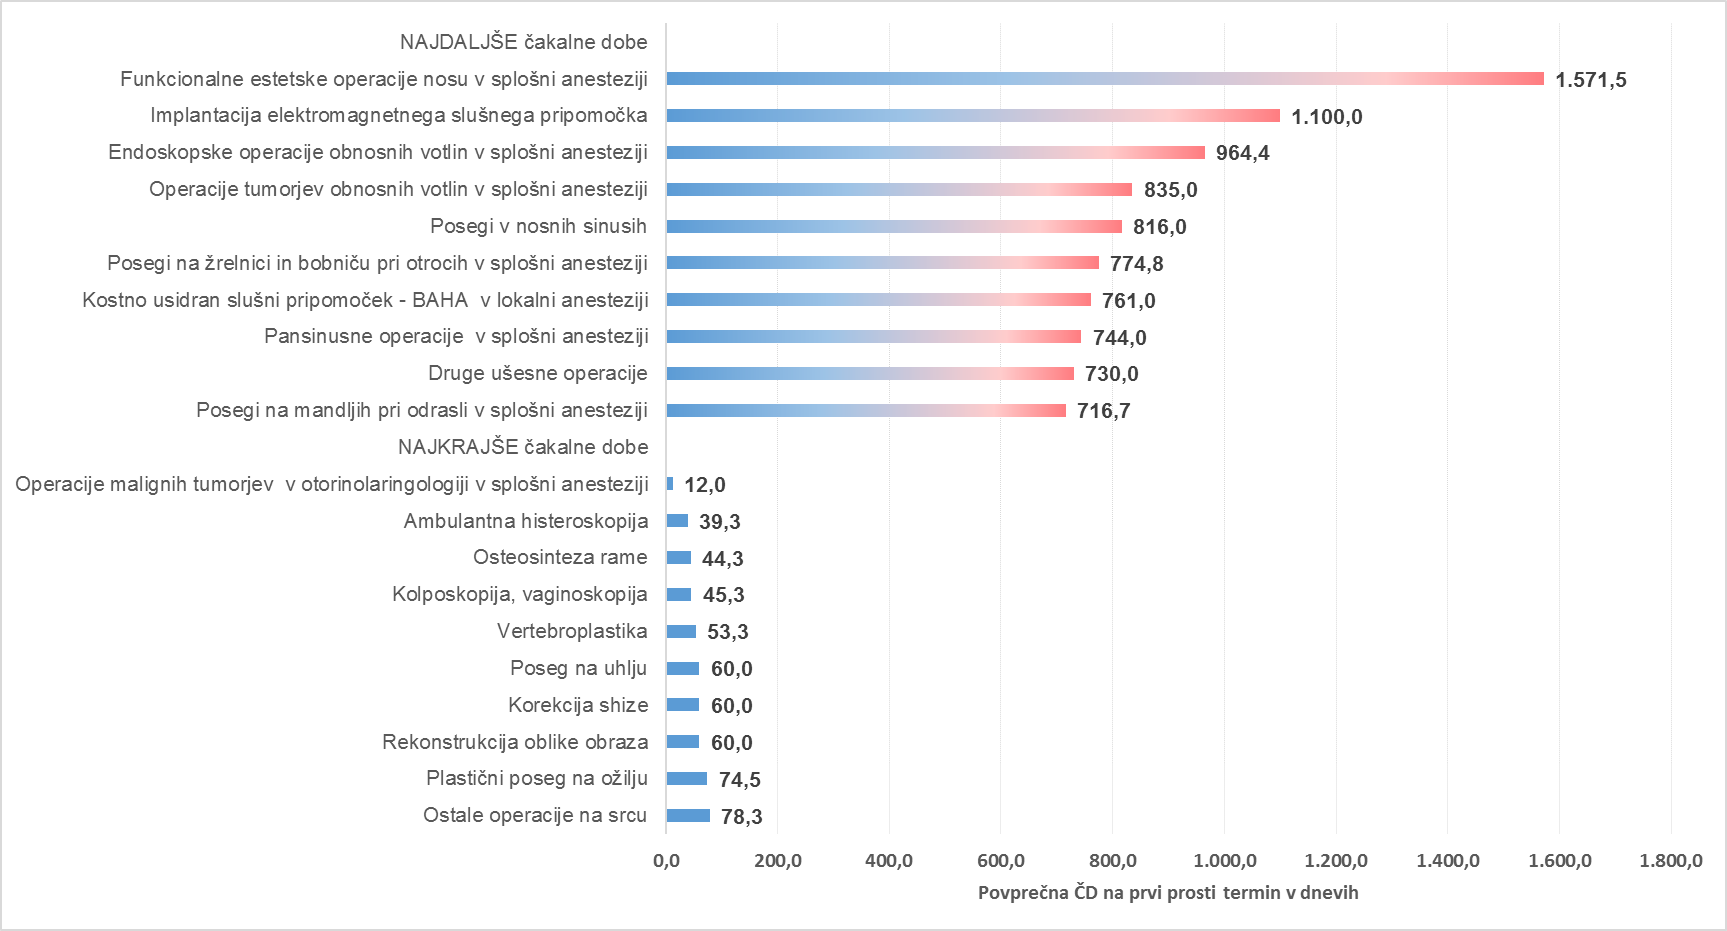 NAJDALJŠE čakalne dobe
Funkcionalne estetske operacije nosu v splošni anesteziji 1.571,5
Implantacija elektromagnetnega slušnega pripomočka 1.100,0
Endoskopske operacije obnosnih votlin v splošni anesteziji 964,4
Operacije tumorjev obnosnih votlin v splošni anesteziji 835,0
Posegi v nosnih sinusih 816,0
Posegi na žrelnici in bobniču pri otrocih v splošni anesteziji 774,8
Kostno usidran slušni pripomoček - BAHA  v lokalni anesteziji 761,0
Pansinusne operacije  v splošni anesteziji 744,0
Druge ušesne operacije 730,0
Posegi na mandljih pri odrasli v splošni anesteziji 716,7
NAJKRAJŠE čakalne dobe
Operacije malignih tumorjev  v otorinolaringologiji v splošni anesteziji 12,0
Ambulantna histeroskopija 39,3
Osteosinteza rame 44,3
Kolposkopija, vaginoskopija 45,3
Vertebroplastika 53,3
Poseg na uhlju 60,0
Korekcija shize 60,0
Rekonstrukcija oblike obraza 60,0
Plastični poseg na ožilju 74,5
Ostale operacije na srcu 78,3
0,0 200,0 400,0 600,0 800,0 1.000,0 1.200,0 1.400,0 1.600,0 1.800,0
Povprečna ČD na prvi prosti termin v dnevih